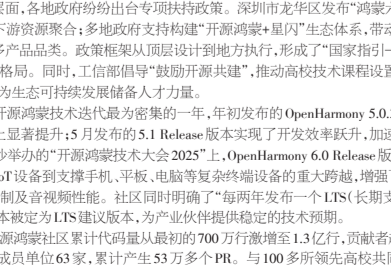 层面,各地政府纷纷出台专项扶持政策。深圳市龙华区发布“鸿蒙
下游资源聚合;多地政府支持构建“开源鸿蒙+星闪”生态体系,带动
多产品品类。政策框架从顶层设计到地方执行,形成了“国家指引—
格局。同时,工信部倡导“鼓励开源共建”,推动高校技术课程设置
为生态可持续发展储备人才力量。
开源鸿蒙技术迭代最为密集的一年,年初发布的OpenHarmony 5.0.
上显著提升;5月发布的5.1 Release版本实现了开发效率跃升,加速
沙举办的“开源鸿蒙技术大会2025”上,OpenHarmony 6.0 Release版
oT设备到支撑手机、平板、电脑等复杂终端设备的重大跨越,增强
制及音视频性能。社区同时明确了“每两年发布一个LTS(长期支
本被定为LTS建议版本,为产业伙伴提供稳定的技术预期。
源鸿蒙社区累计代码量从最初的700万行激增至1.3亿行,贡献者
成员单位63家,累计产生53万多个PR。与100多所领先高校共